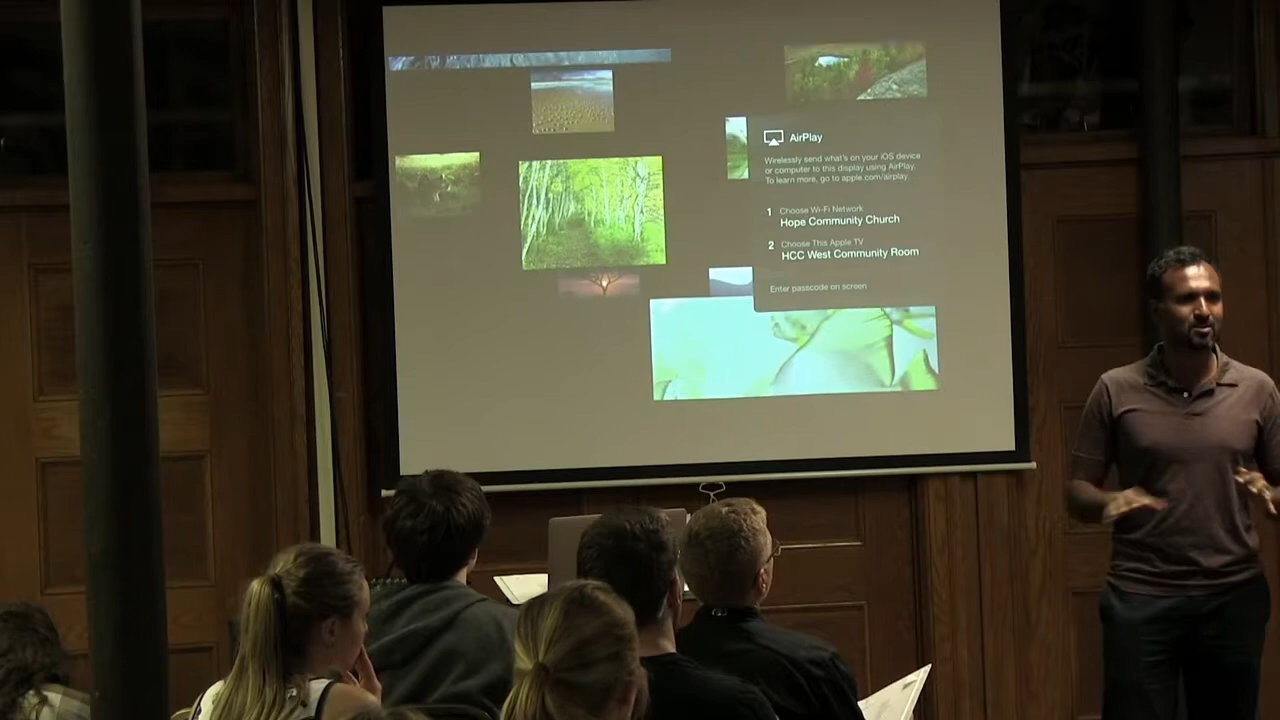 AirPlay
Wirelessly send what's on your iOS device
or computer to this display using AirPlay.
To learn more, go to apple.com/airplay.
1 Choose Wi-Fi Network
Hope Community Church
2 Choose This Apple TV
HCC West Community Room
Enter passcode on screen